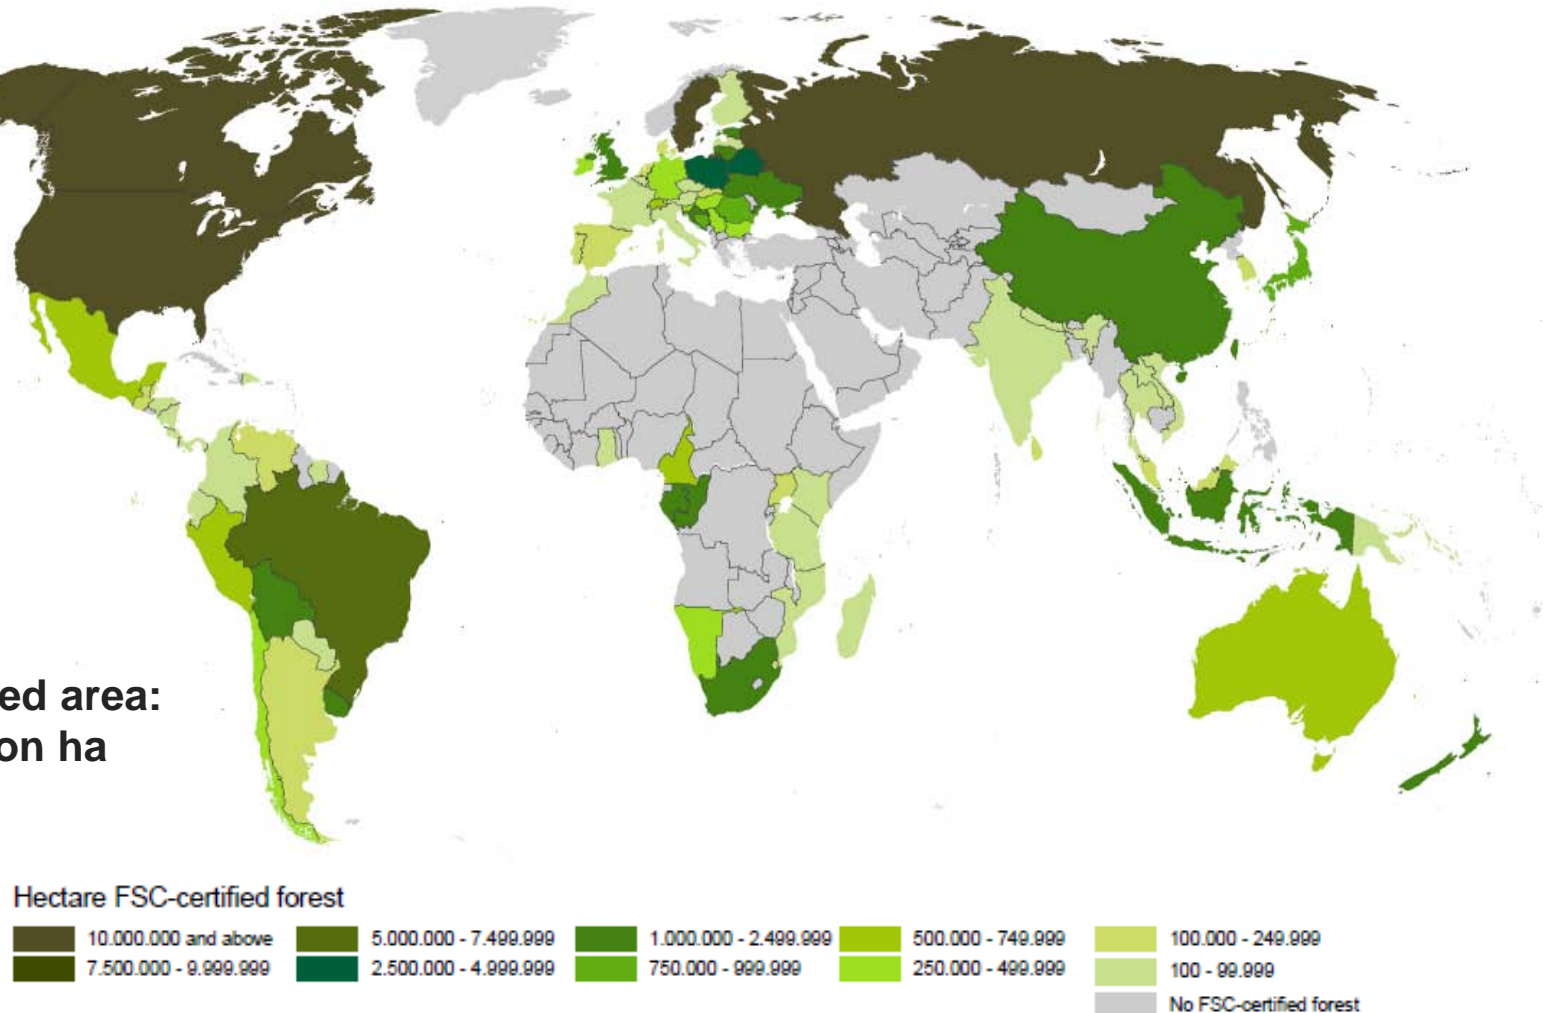 ed area:
on ha
Hectare FSC-certified forest
10.000.000 and above
7.500.000 - 9.999.999
5.000.000 - 7.499.999
2.500.000 - 4.999.999
1.000.000 - 2.499.999
750.000 - 999.999
500.000 - 749.999
250.000 - 499.999
100.000 - 249.999
100 - 99.999
No FSC-certified forest